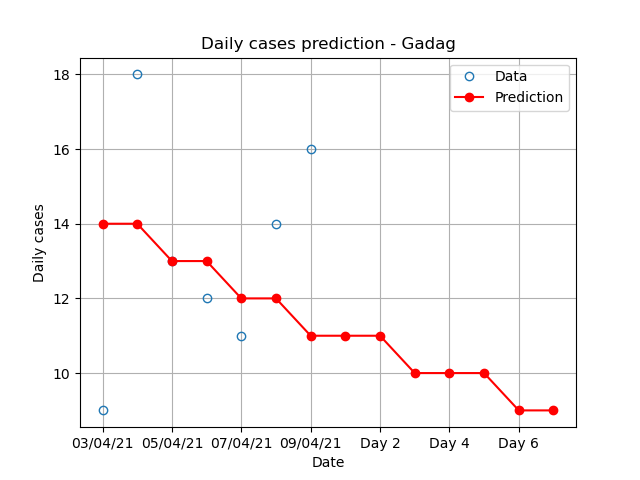 Daily cases prediction - Gadag
Data
Prediction
18
16
14
12
10
Daily cases
03/04/21 05/04/21 07/04/21 09/04/21 Day 2 Day 4 Day 6
Date